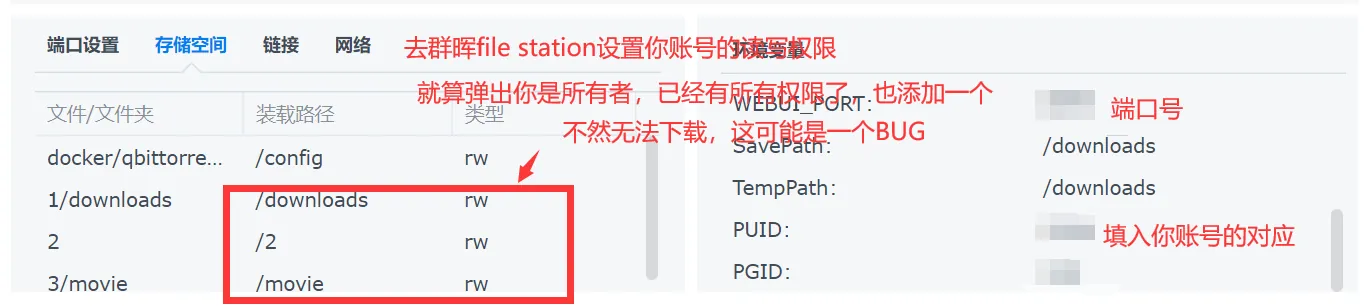 端口设置 存储空间 链接 网络
去群晖file station设置你账号的读写权限
环境变量
就算弹出你是所有者，已经有所有权限了，也添加一个
不然无法下载，这可能是一个BUG
文件/文件夹 装载路径 类型
docker/qbittorre... /config rw
1/downloads /downloads rw
2 /2 rw
3/movie /movie rw
WEBUI_PORT: 端口号
SavePath: /downloads
TempPath: /downloads
PUID: 填入你账号的对应
PGID: